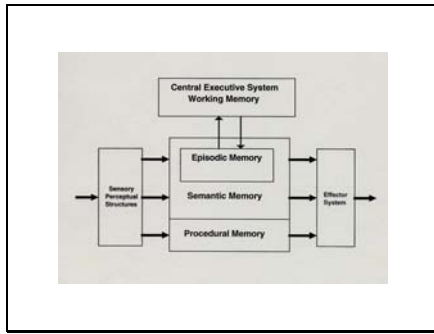 Central Executive System
Working Memory
Episodic Memory
Sensory
Perceptual
Structures
Semantic Memory
Effector
System
Procedural Memory